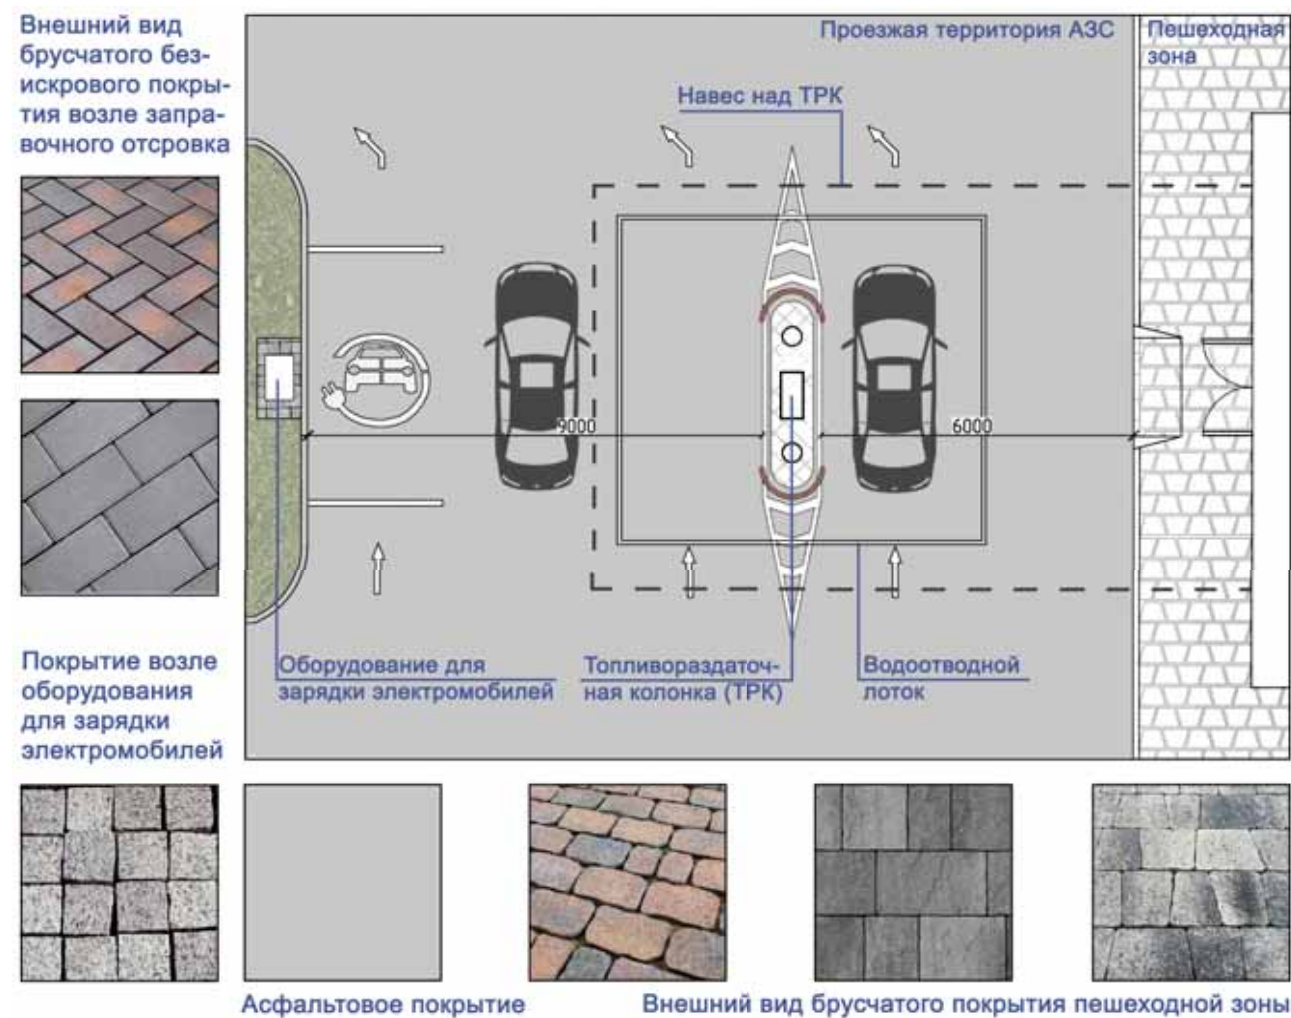 Внешний вид
брусчатого без-
искрового покры-
тия возле запра-
вочного отсровка
Проезжая территория АЗС
Пешеходная
зона
Навес над ТРК
9000
6000
Оборудование для
зарядки электромобилей
Топливораздаточ-
ная колонка (ТРК)
Водоотводной
лоток
Покрытие возле
оборудования
для зарядки
электромобилей
Асфальтовое покрытие
Внешний вид брусчатого покрытия пешеходной зоны